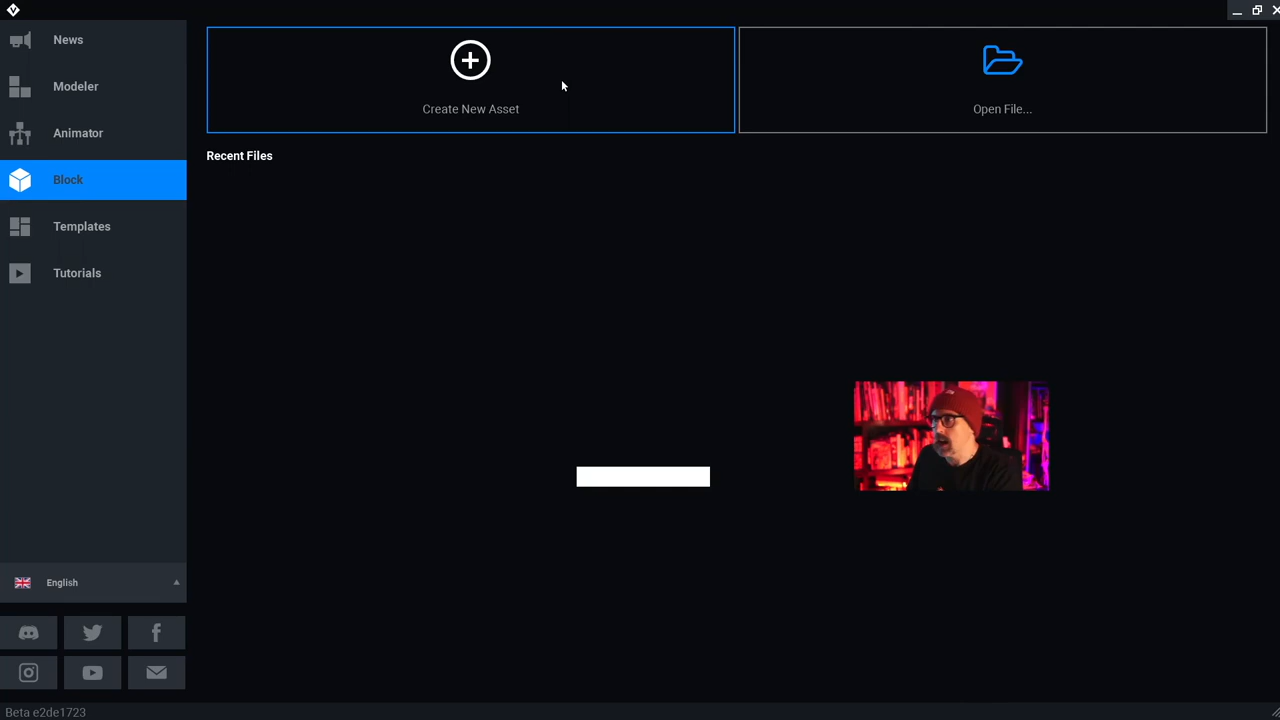 News
Modeler
Animator
Block
Templates
Tutorials
Create New Asset
Open File...
Recent Files
English
Beta e2de1723